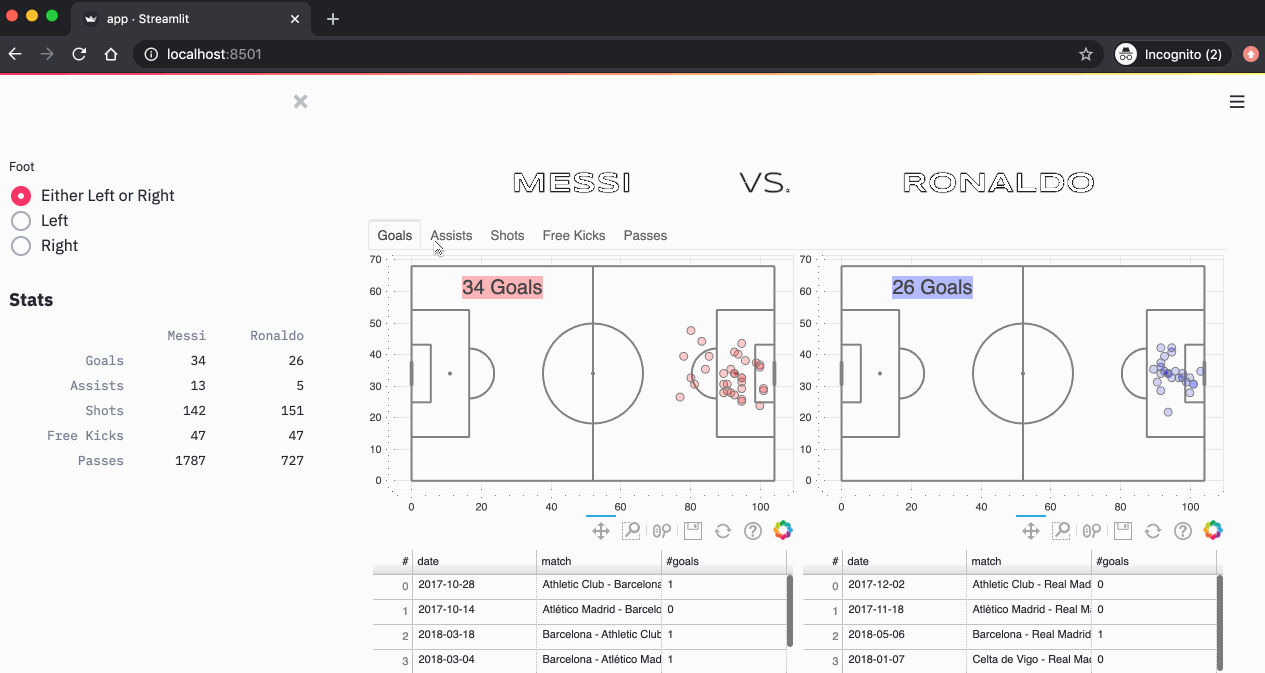 app · Streamlit
localhost:8501
Incognito (2)
Foot
Either Left or Right
Left
Right
Stats
Messi Ronaldo
Goals 34 26
Assists 13 5
Shots 142 151
Free Kicks 47 47
Passes 1787 727
MESSI VS. RONALDO
Goals Assists Shots Free Kicks Passes
34 Goals
70
60
50
40
30
20
10
0
0 20 40 60 80 100
26 Goals
70
60
50
40
30
20
10
0
0 20 40 60 80 100
# date match #goals
0 2017-10-28 Athletic Club - Barcelona 1
1 2017-10-14 Atlético Madrid - Barcelo 0
2 2018-03-18 Barcelona - Athletic Club 1
3 2018-03-04 Barcelona - Atlético Mad 1
# date match #goals
0 2017-12-02 Athletic Club - Real Mad 0
1 2017-11-18 Atlético Madrid - Real Ma 0
2 2018-05-06 Barcelona - Real Madrid 1
3 2018-01-07 Celta de Vigo - Real Mad 0